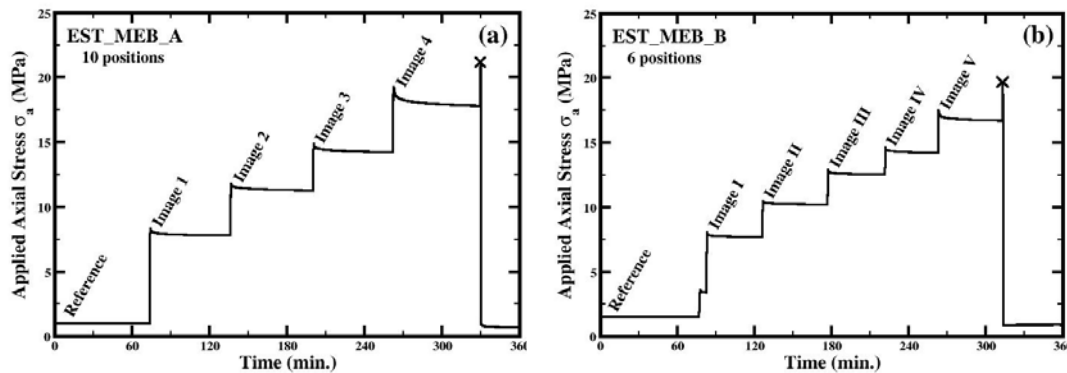 EST_MEB_A
10 positions
(a)
Applied Axial Stress σa (MPa)
25
20
15
10
5
0
Reference
Image 1
Image 2
Image 3
Image 4
0
60
120
180
240
300
360
Time (min.)
EST_MEB_B
6 positions
(b)
Applied Axial Stress σa (MPa)
25
20
15
10
5
0
Reference
Image I
Image II
Image III
Image IV
Image V
0
60
120
180
240
300
360
Time (min.)